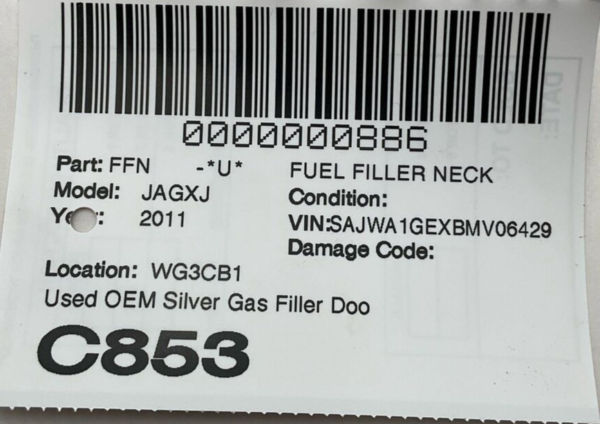 0000000886
Part: FFN -*U* FUEL FILLER NECK
Model: JAGXJ Condition:
2011 VIN:SAJWA1GEXBMV06429
Damage Code:
Location: WG3CB1
Used OEM Silver Gas Filler Doo
C853